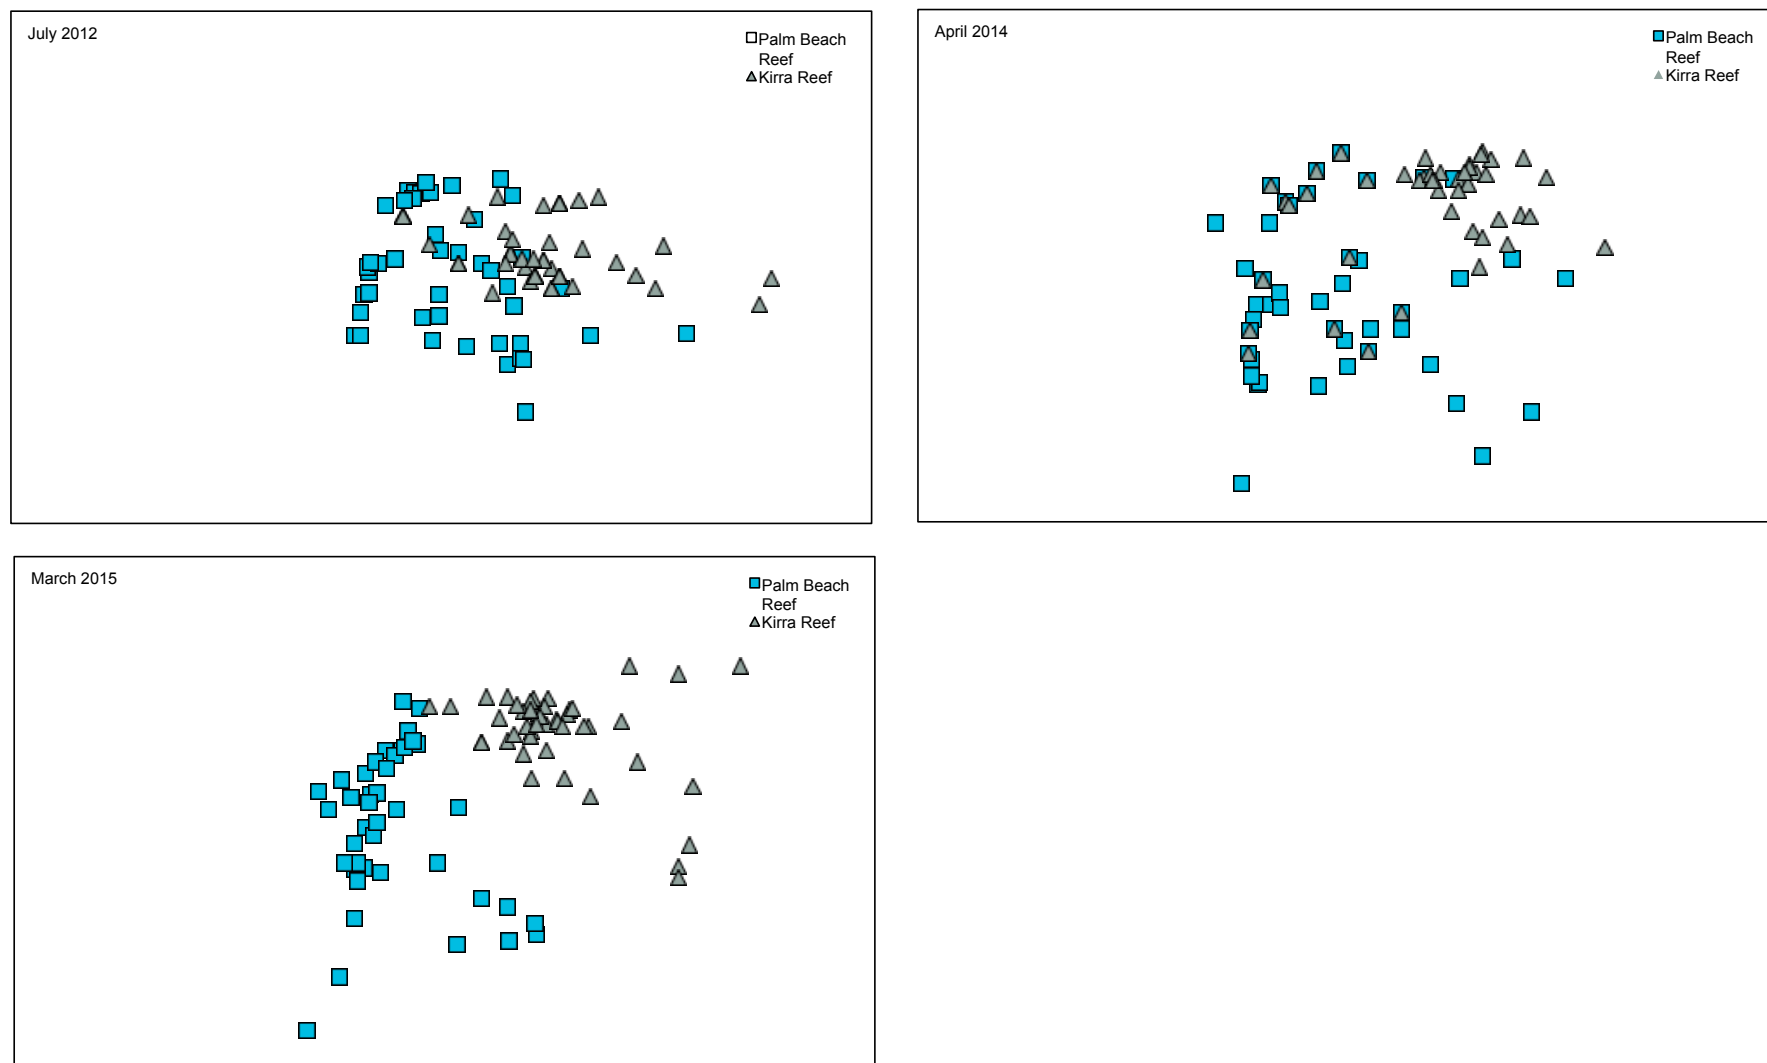 July 2012
Palm Beach
Reef
Kirra Reef
April 2014
Palm Beach
Reef
Kirra Reef
March 2015
Palm Beach
Reef
Kirra Reef